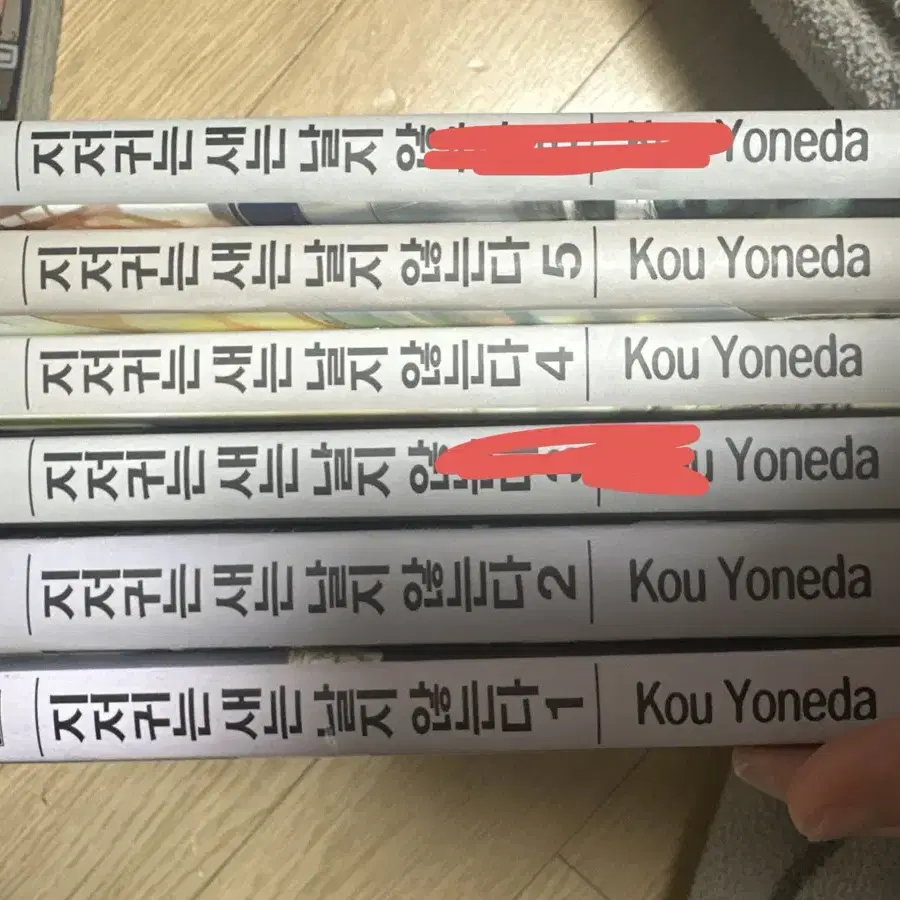 지저귀는 새는 날지 Yoneda
지저귀는 새는 날지 않는다 5 Kou Yoneda
지저귀는 새는 날지 않는다 4 Kou Yoneda
지저귀는 새는 날지 Yoneda
지저귀는 새는 날지 않는다 2 Kou Yoneda
지저귀는 새는 날지 않는다 1 Kou Yoneda